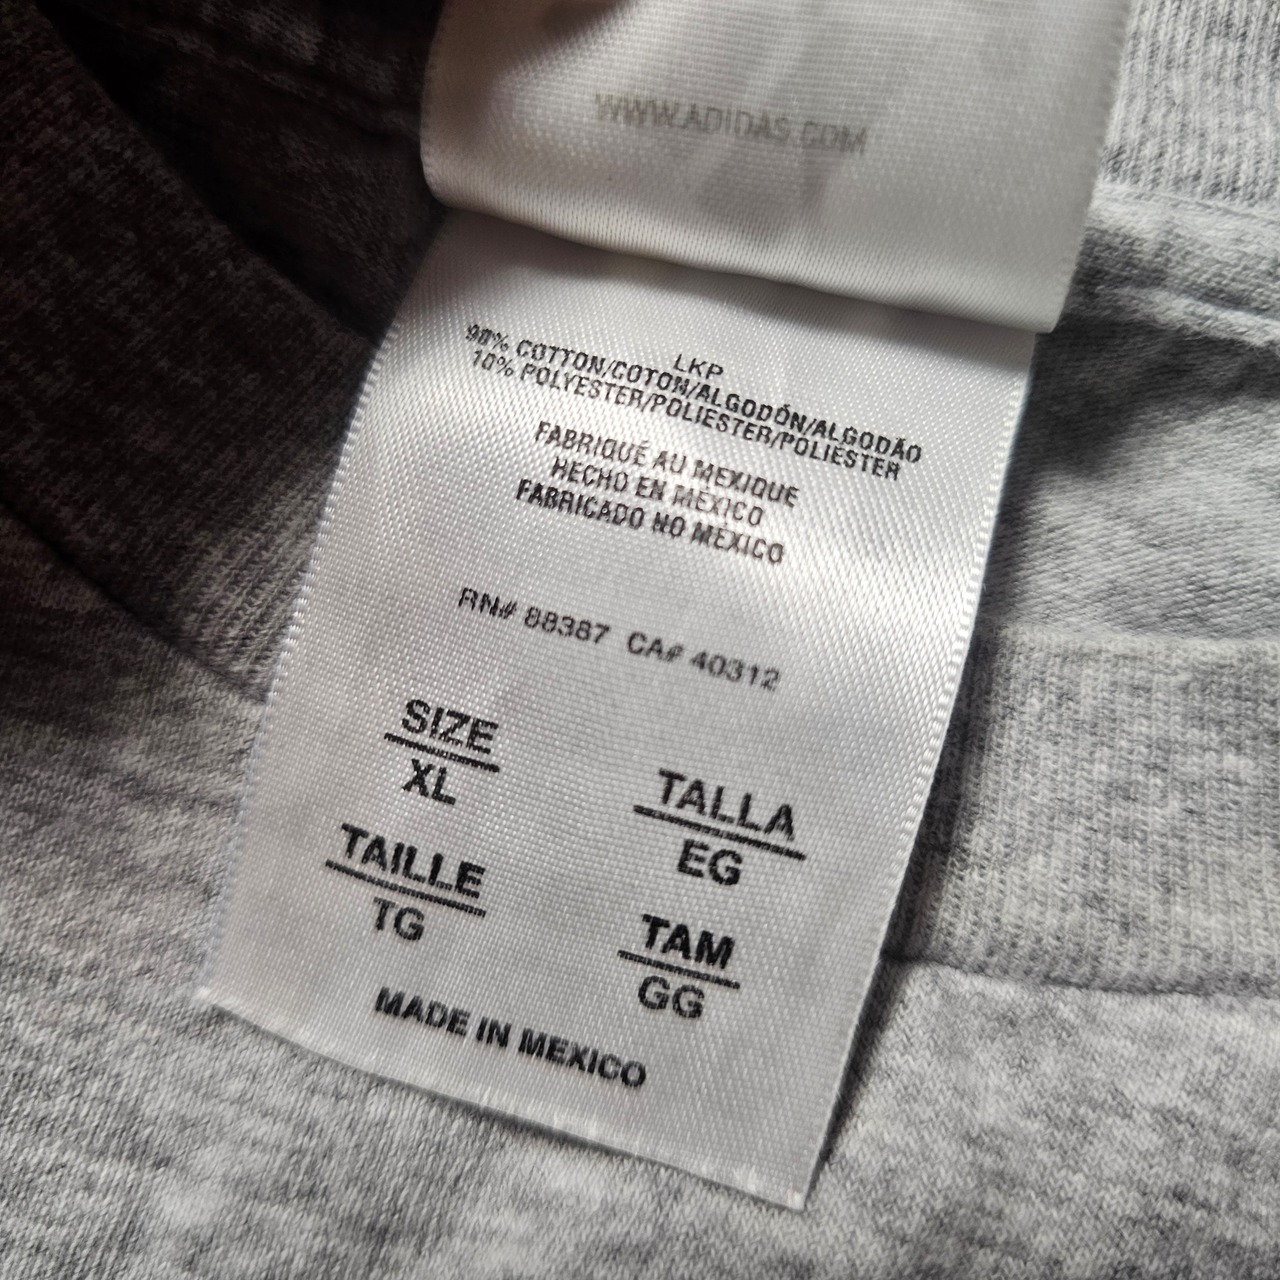 WWW.ADIDAS.COM
LKP
90% COTTON/COTON/ALGODÓN/ALGODÃO
10% POLYESTER/POLIESTER/POLIESTER
FABRIQUÉ AU MEXIQUE
HECHO EN MÉXICO
FABRICADO NO MEXICO
RN# 88387 CA# 40312
SIZE
XL
TALLA
EG
TAILLE
TG
TAM
GG
MADE IN MEXICO